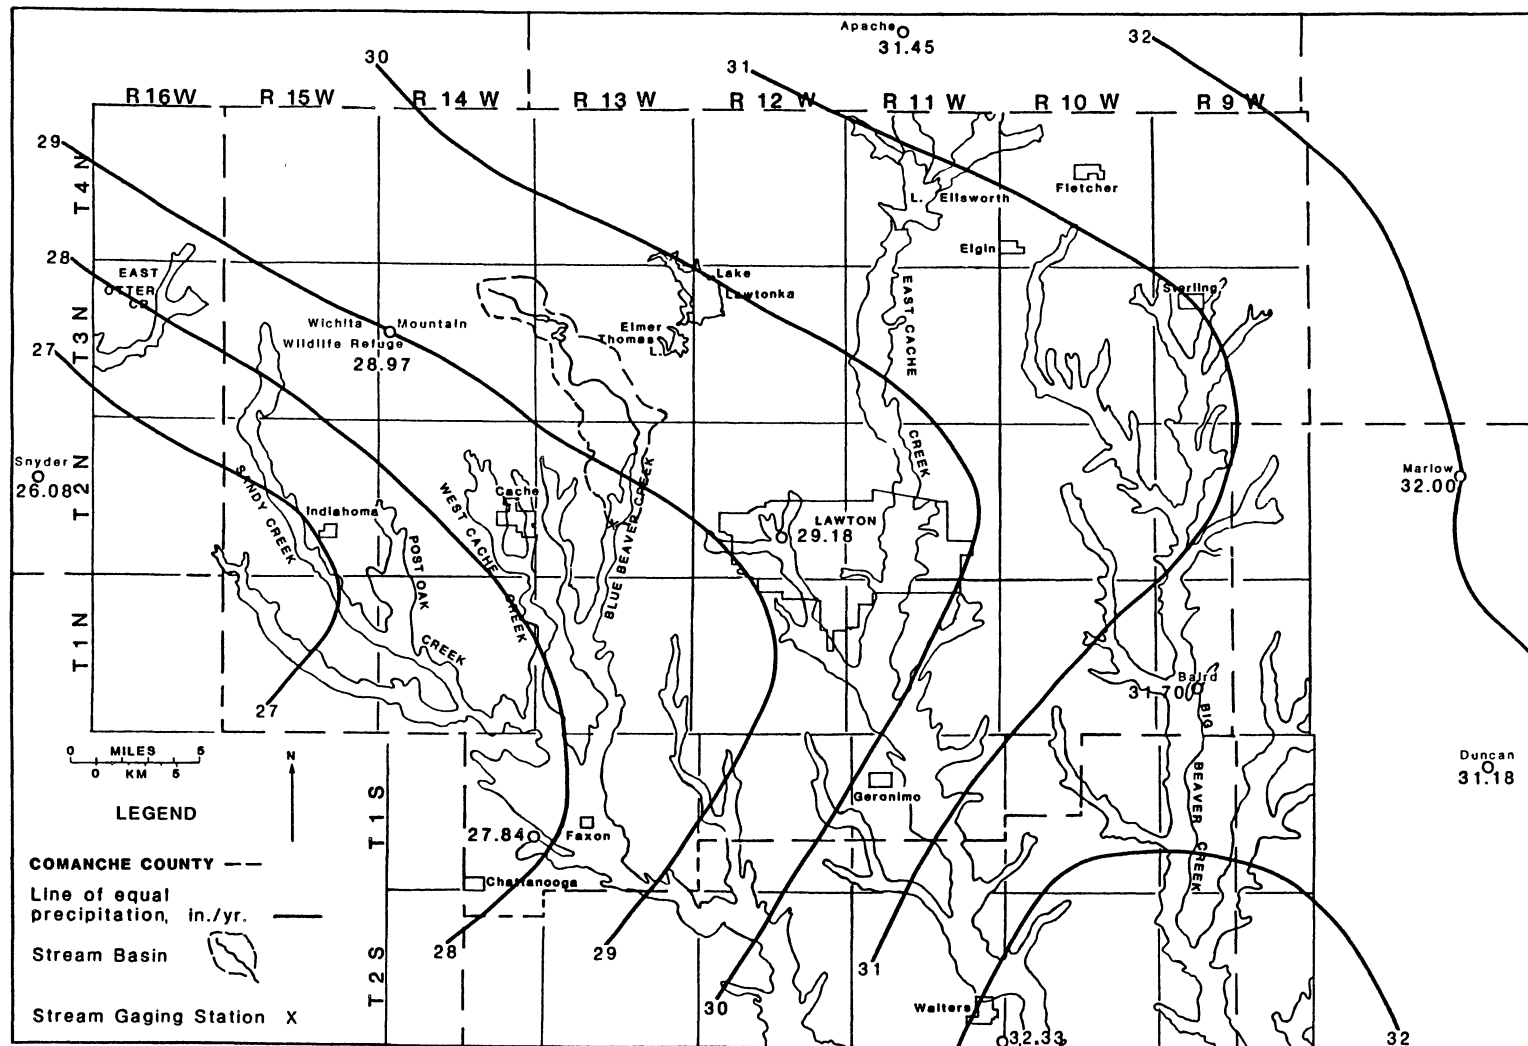 Apache
31.45
32
30
31
R 16W R 15 W R 14 W R 13 W R 12 W R 11 W R 10 W R 9 W
29
T 4 N
Fletcher
L. Ellsworth
Elgin
28
EAST
OTTER
CR.
Lake
Lawtonka
EAST CACHE
CREEK
Sterling
T 3 N
Wichita Mountain
Wildlife Refuge
28.97
Elmer
Thomas
L.
27
Snyder
26.08
T 2 N
SANDY CREEK
Indiahoma
POST OAK
CREEK
WEST CACHE
CREEK
Cache
BLUE BEAVER CREEK
LAWTON
29.18
Marlow
32.00
T 1 N
27
Baird
31.70
BIG
BEAVER
CREEK
0 MILES 5
0 KM 5
N
Duncan
31.18
LEGEND
T 1 S
Geronimo
27.84
Faxon
Chattanooga
COMANCHE COUNTY
Line of equal
precipitation, in./yr.
28
29
31
Stream Basin
T 2 S
30
Walters
Stream Gaging Station X
32.33
32